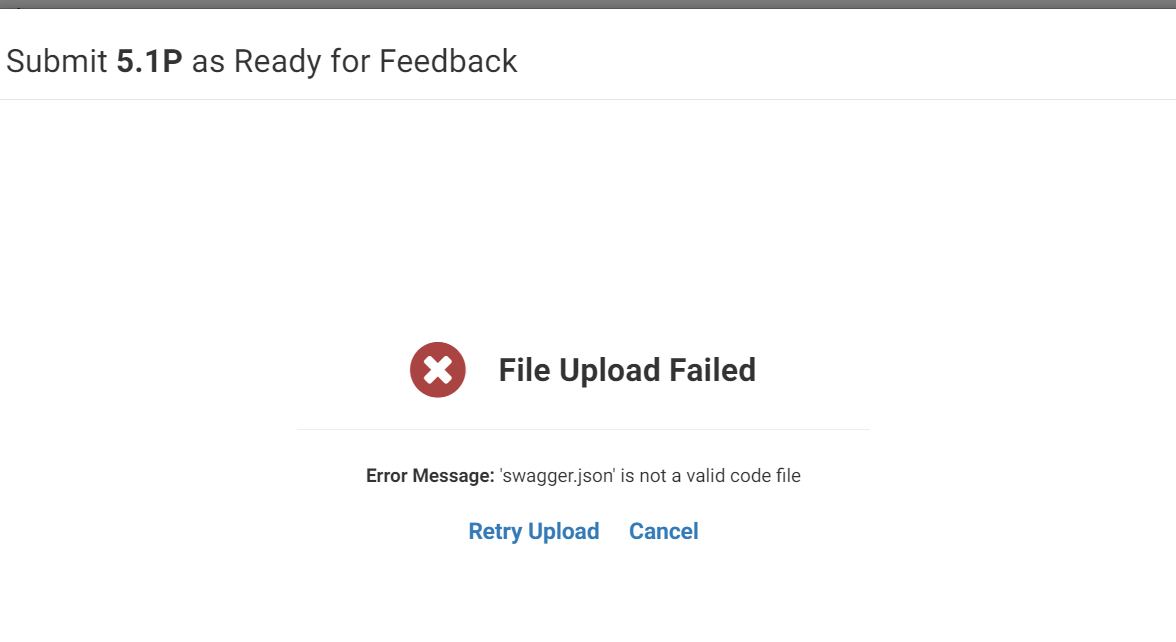 Submit 5.1P as Ready for Feedback
File Upload Failed
Error Message: 'swagger.json' is not a valid code file
Retry Upload Cancel